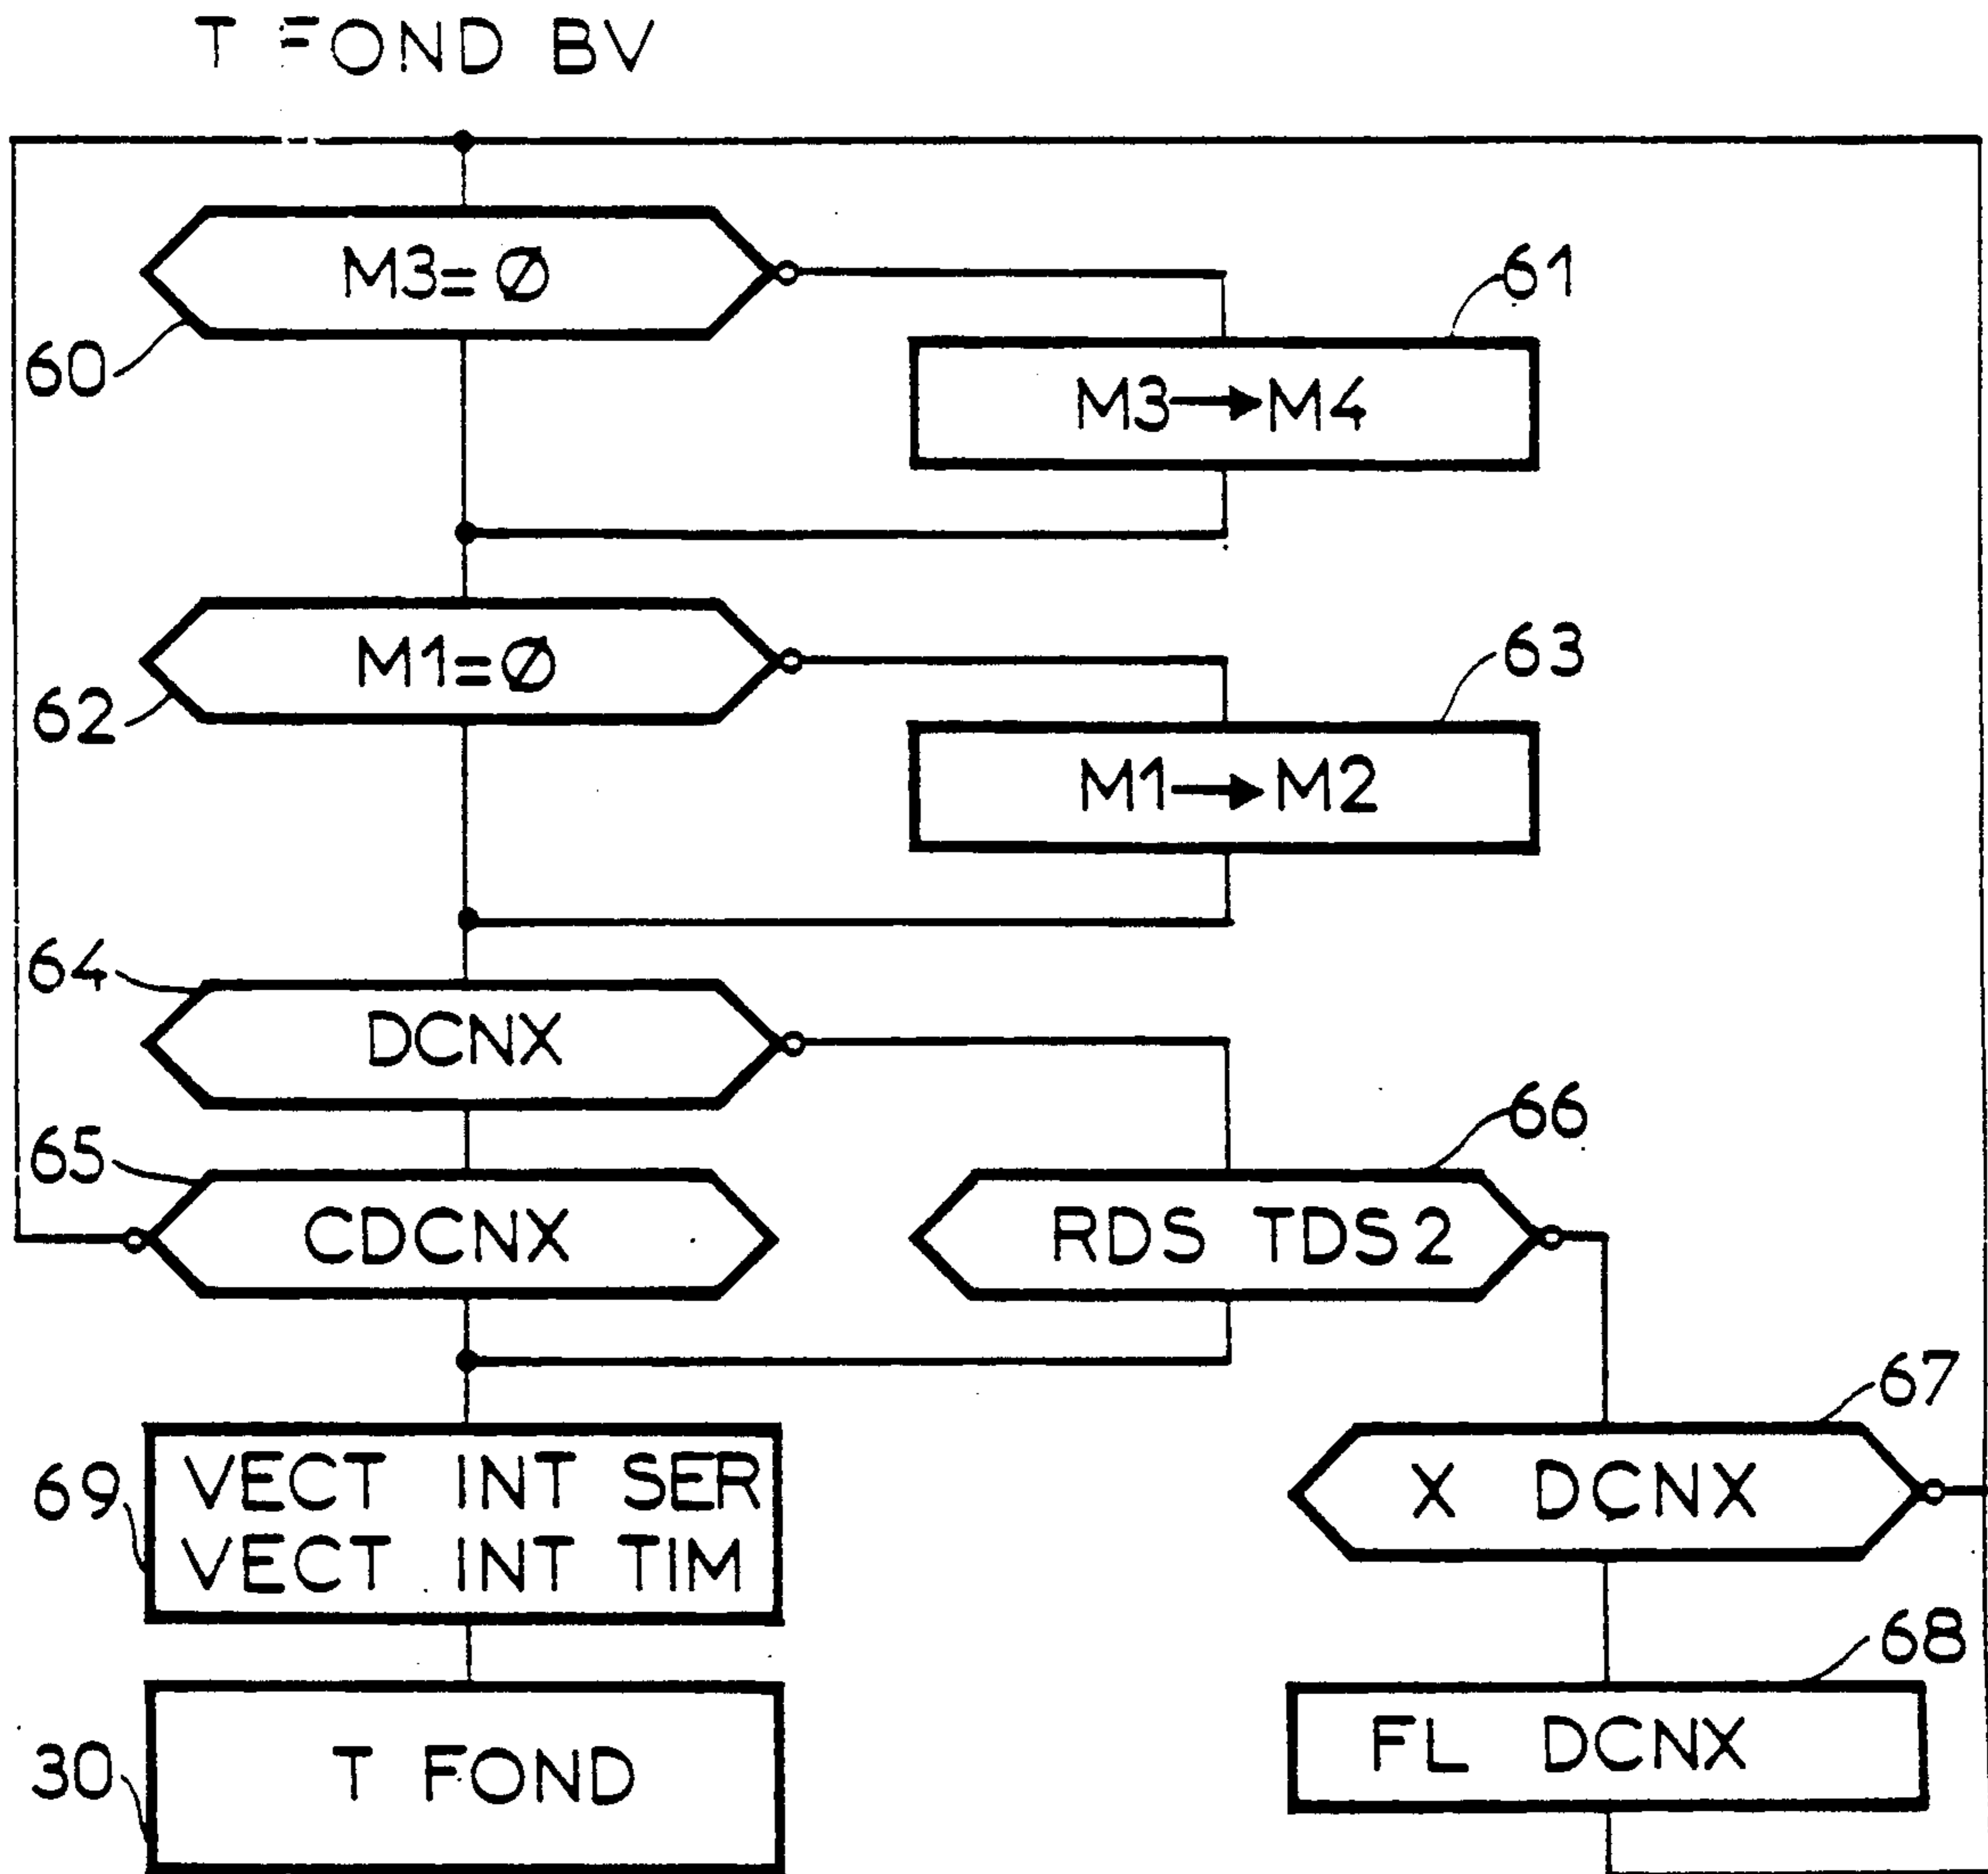 T FOND BV
M3=Ø
60
61
M3→M4
M1=Ø
62
63
M1→M2
64
DCNX
65
CDCNX
66
RDS TDS2
67
X DCNX
69
VECT INT SER
VECT INT TIM
68
FL DCNX
30
T FOND